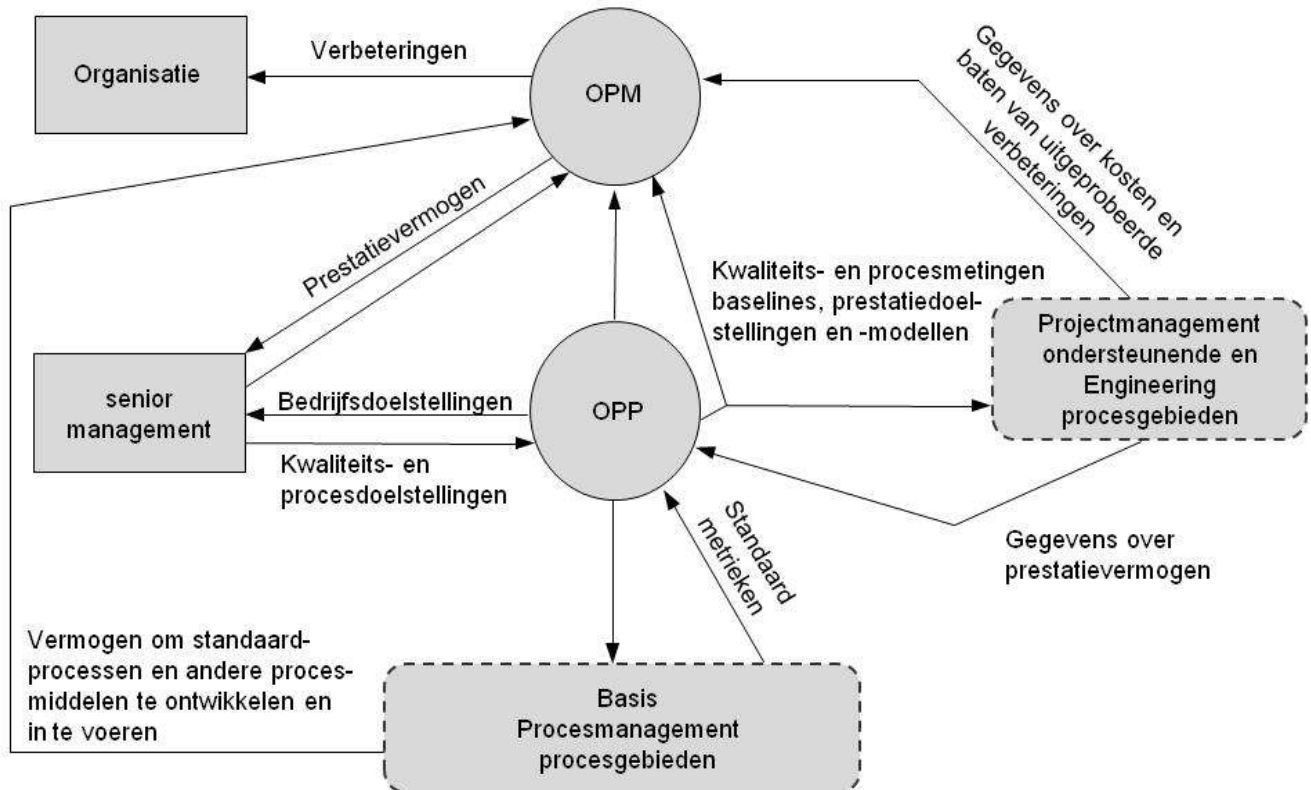 Organisatie
Verbeteringen
OPM
Gegevens over kosten en
baten van uitgeprobeerde
verbeteringen
Prestatievermogen
Kwaliteits- en procesmetingen
baselines, prestatiedoel-
stellingen en -modellen
Projectmanagement
ondersteunende en
Engineering
procesgebieden
senior
management
Bedrijfsdoelstellingen
OPP
Kwaliteits- en
procesdoelstellingen
Standaard
metrieken
Gegevens over
prestatievermogen
Vermogen om standaard-
processen en andere proces-
middelen te ontwikkelen en
in te voeren
Basis
Procesmanagement
procesgebieden